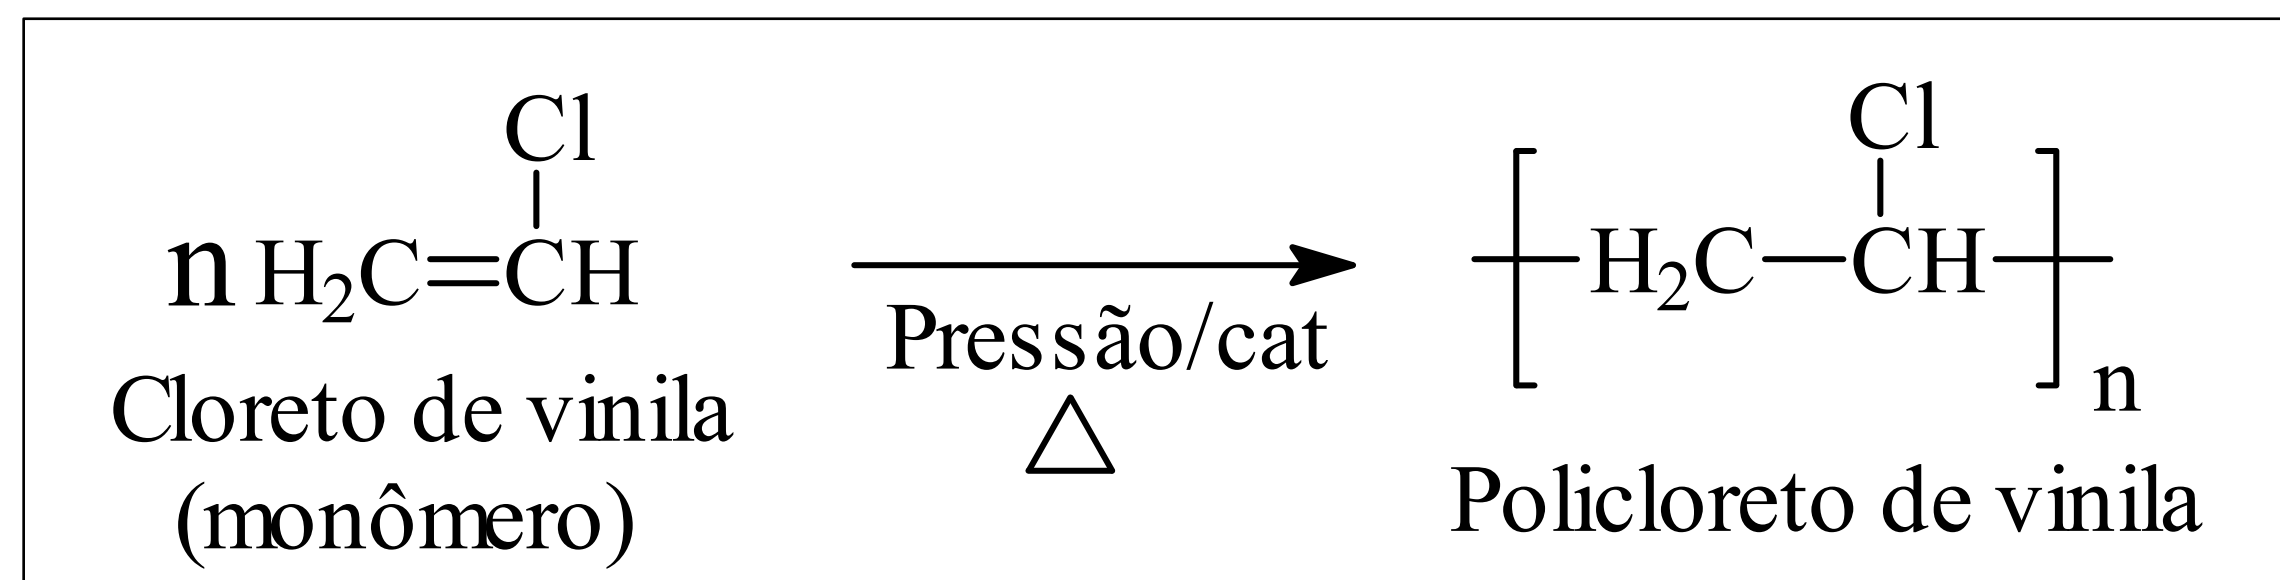 Cl
Cl
n H₂C=CH
H₂C—CH
n
Pressão/cat
△
Cloreto de vinila
(monômero)
Policloreto de vinila